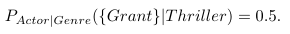 P_{Actor|Genre}({Grant}|Thriller) = 0.5.